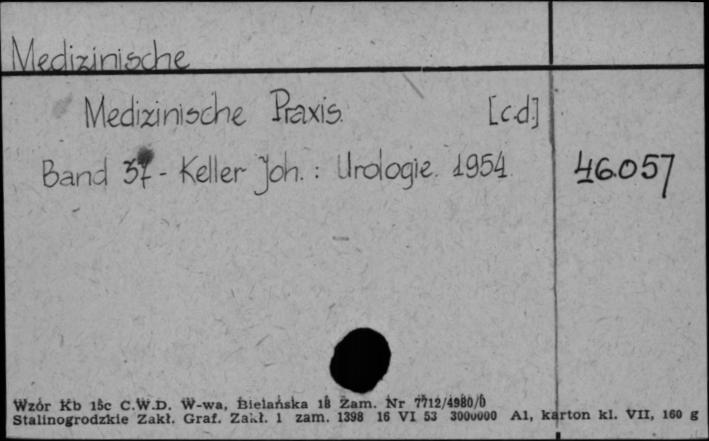 Medizinische
Medizinische Praxis. [c.d.]
Band 37 - Keller Joh. : Urologie. 1954. 46.057
Wzór Kb 15c C.W.D. W-wa, Bielańska 18 Zam. Nr 7712/4980/0
Stalinogrodzkie Zakł. Graf. Zakł. 1 zam. 1398 16 VI 53 3000000 A1, karton kl. VII, 160 g